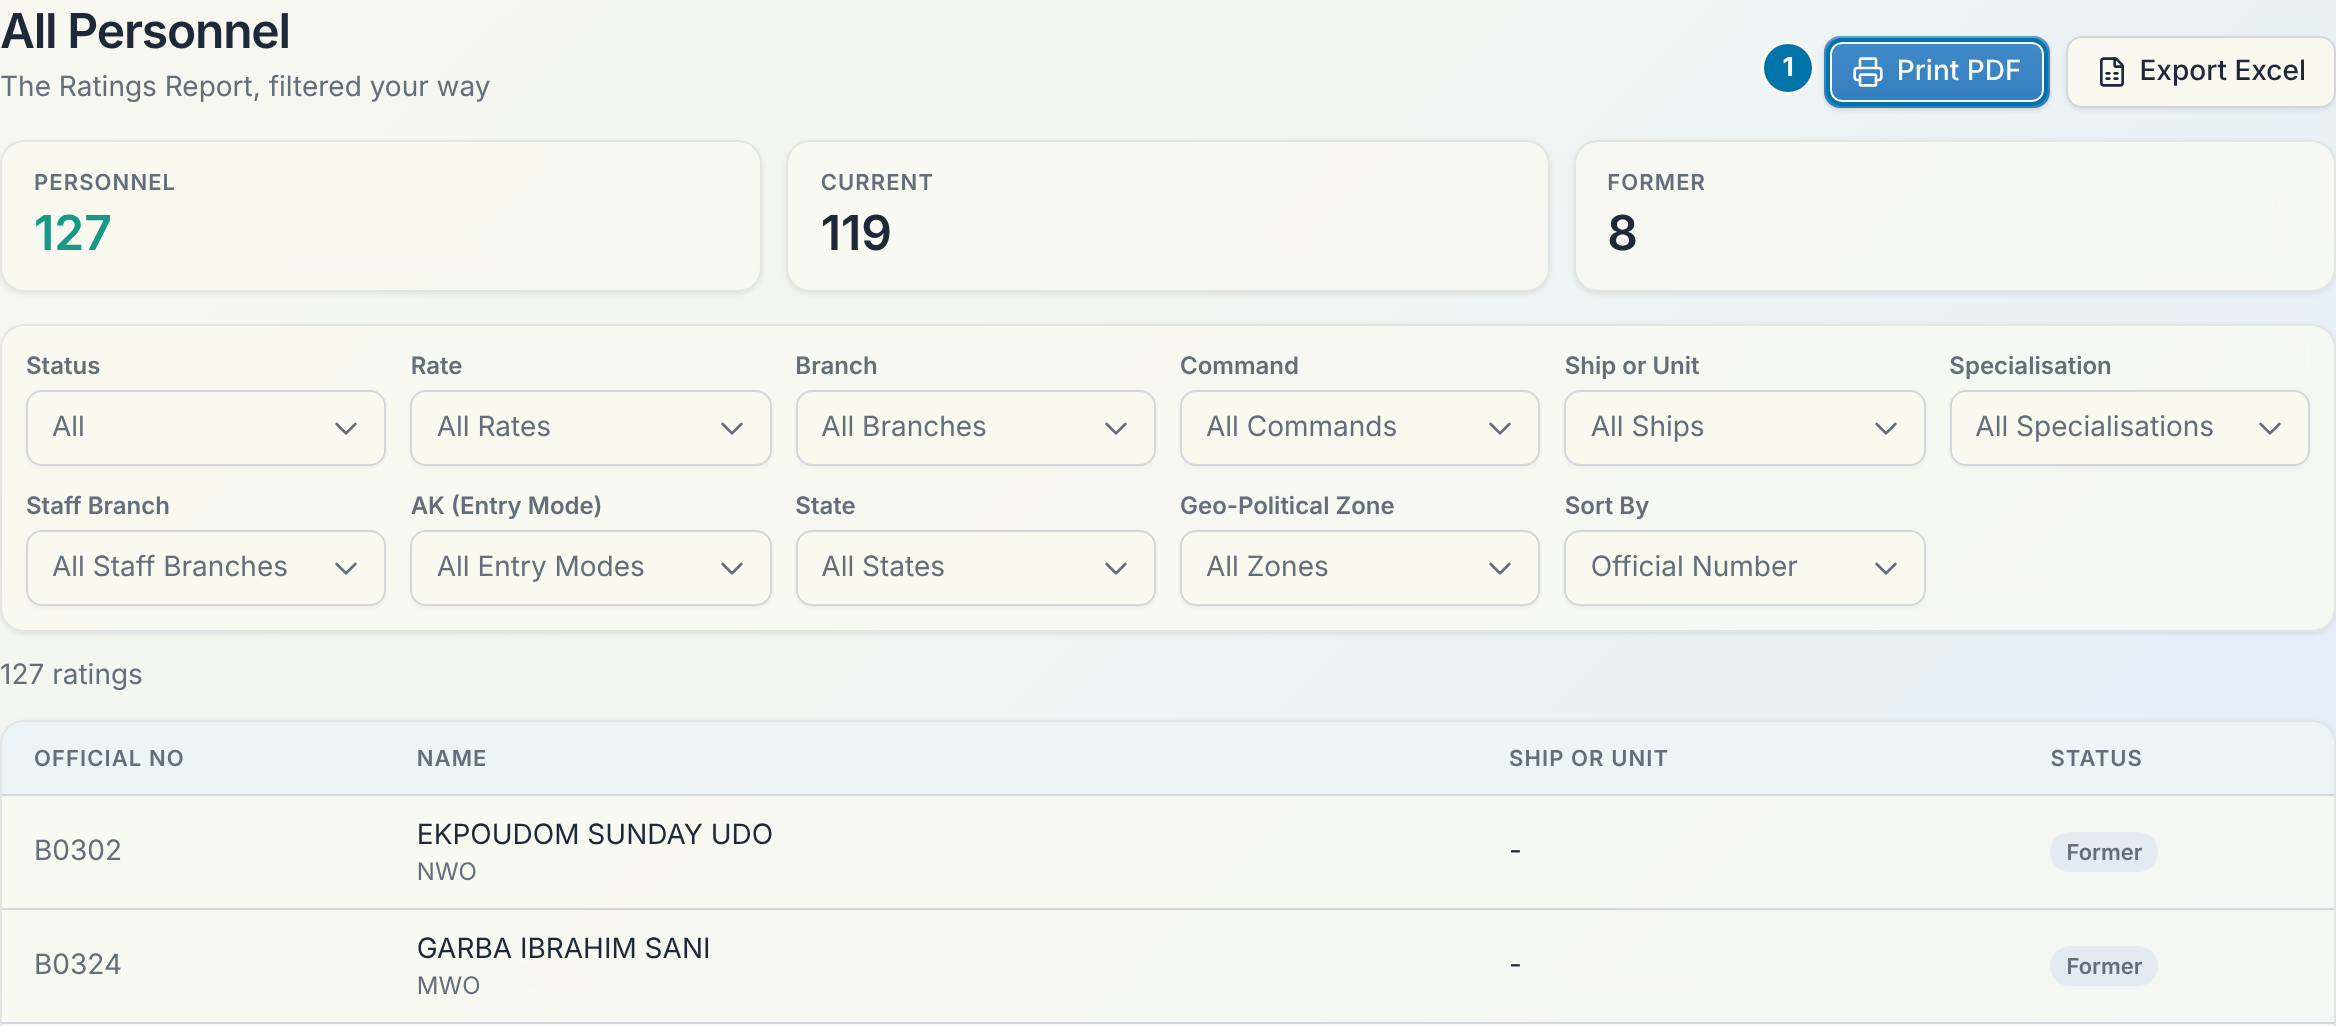 All Personnel
The Ratings Report, filtered your way
1
Print PDF
Export Excel
PERSONNEL
127
CURRENT
119
FORMER
8
Status
Rate
Branch
Command
Ship or Unit
Specialisation
All
All Rates
All Branches
All Commands
All Ships
All Specialisations
Staff Branch
AK (Entry Mode)
State
Geo-Political Zone
Sort By
All Staff Branches
All Entry Modes
All States
All Zones
Official Number
127 ratings
OFFICIAL NO
NAME
SHIP OR UNIT
STATUS
B0302
EKPOUDOM SUNDAY UDO
NWO
-
Former
B0324
GARBA IBRAHIM SANI
MWO
-
Former